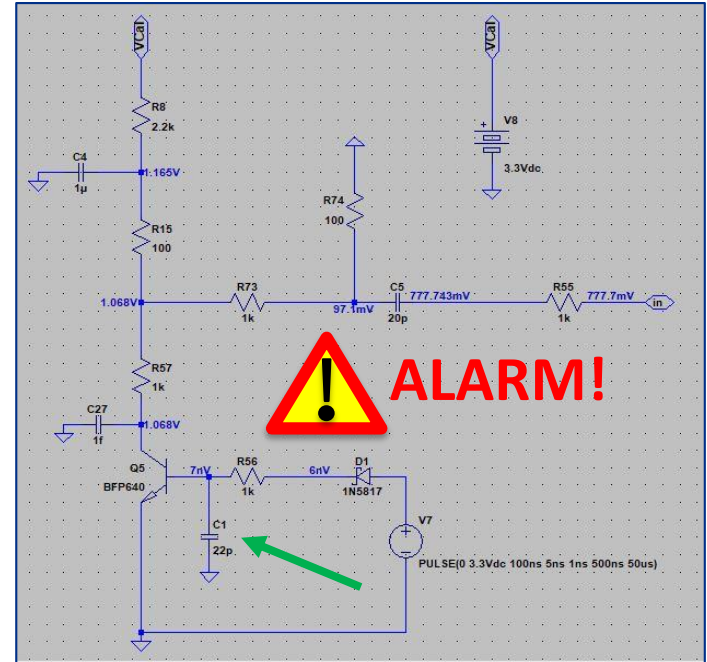 VCal
VCal
R8
2.2k
V8
3.3Vdc
C4
1µ
1.165V
R74
100
R15
100
R73
1k
1.068V
97.1mV
C5
20p
777.743mV
R55
1k
777.7mV
in
R57
1k
!
ALARM!
C27
1f
1.068V
Q5
BFP640
7nV
R56
1k
6nV
D1
1N5817
C1
22p
V7
PULSE(0 3.3Vdc 100ns 5ns 1ns 500ns 50us)